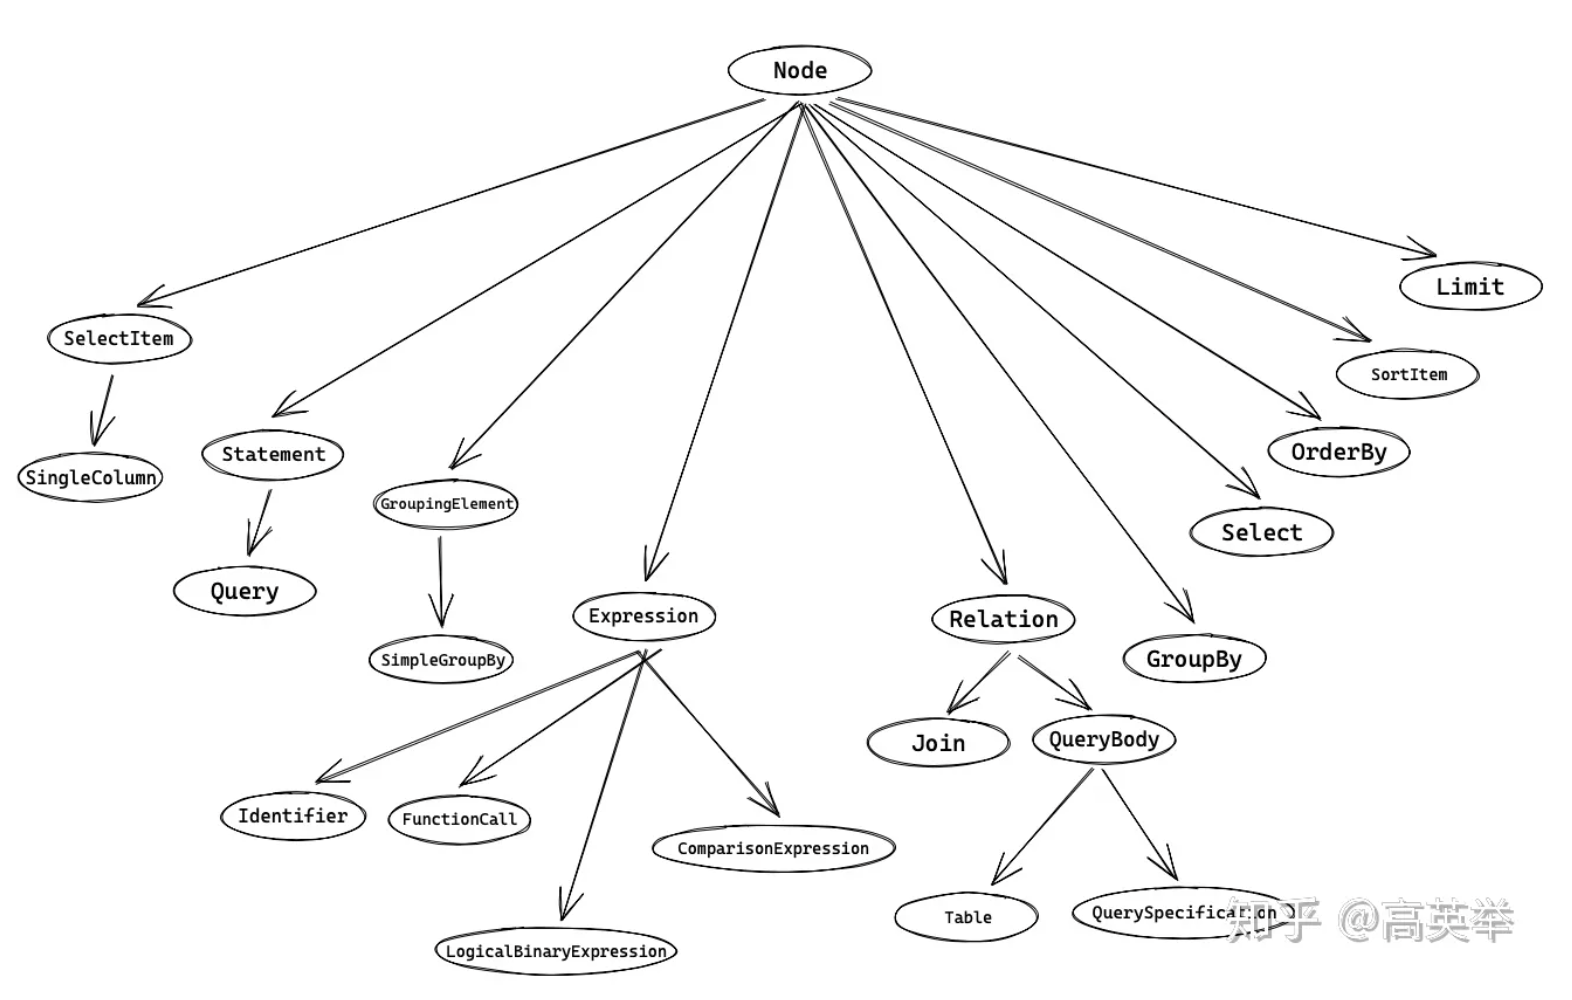 Node
Limit
SelectItem
SortItem
OrderBy
Statement
SingleColumn
GroupingElement
Select
Query
Expression
Relation
GroupBy
SimpleGroupBy
Join
QueryBody
Identifier
FunctionCall
ComparisonExpression
Table
QuerySpecification
知乎 @高英举
LogicalBinaryExpression